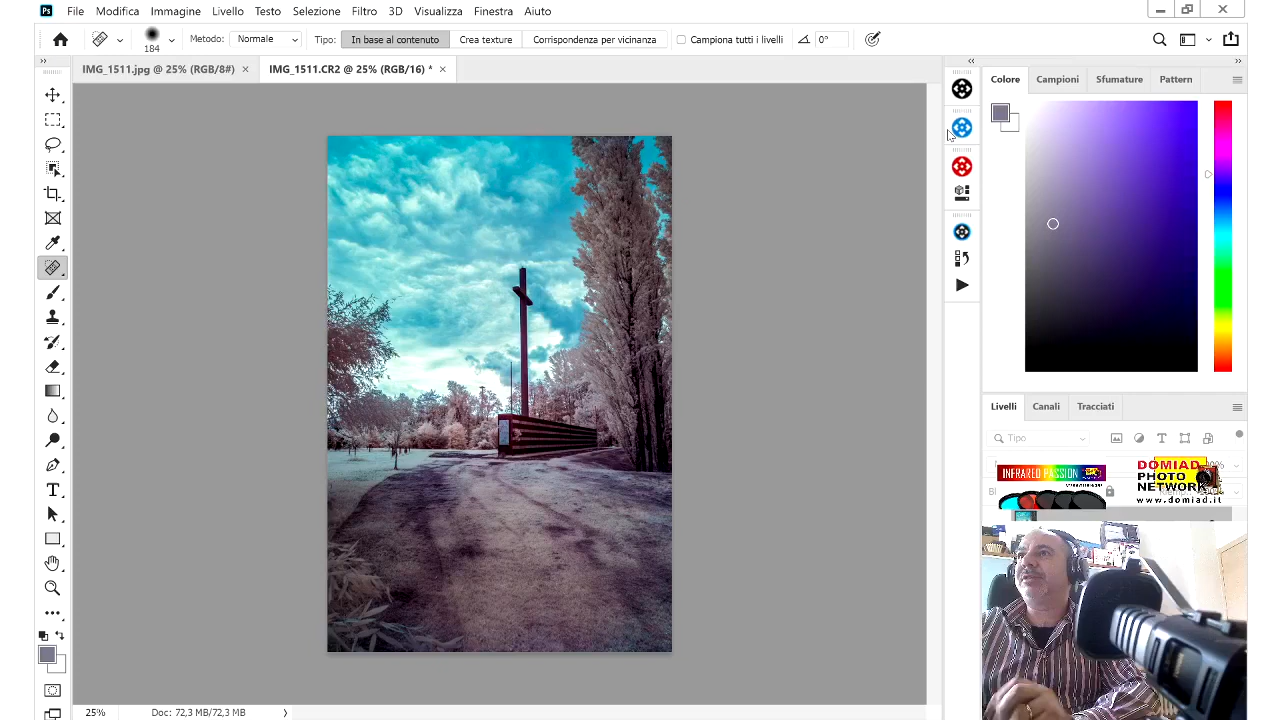 Ps File Modifica Immagine Livello Testo Selezione Filtro 3D Visualizza Finestra Aiuto
184 Metodo: Normale Tipo: In base al contenuto Crea texture Corrispondenza per vicinanza Campiona tutti i livelli 0°
IMG_1511.jpg @ 25% (RGB/8#) × IMG_1511.CR2 @ 25% (RGB/16) * ×
Colore Campioni Sfumature Pattern
Livelli Canali Tracciati
Tipo
INFRARED PASSION
DOMIAD
PHOTO
NETWORK
www.domiad.it
25% Doc: 72,3 MB/72,3 MB